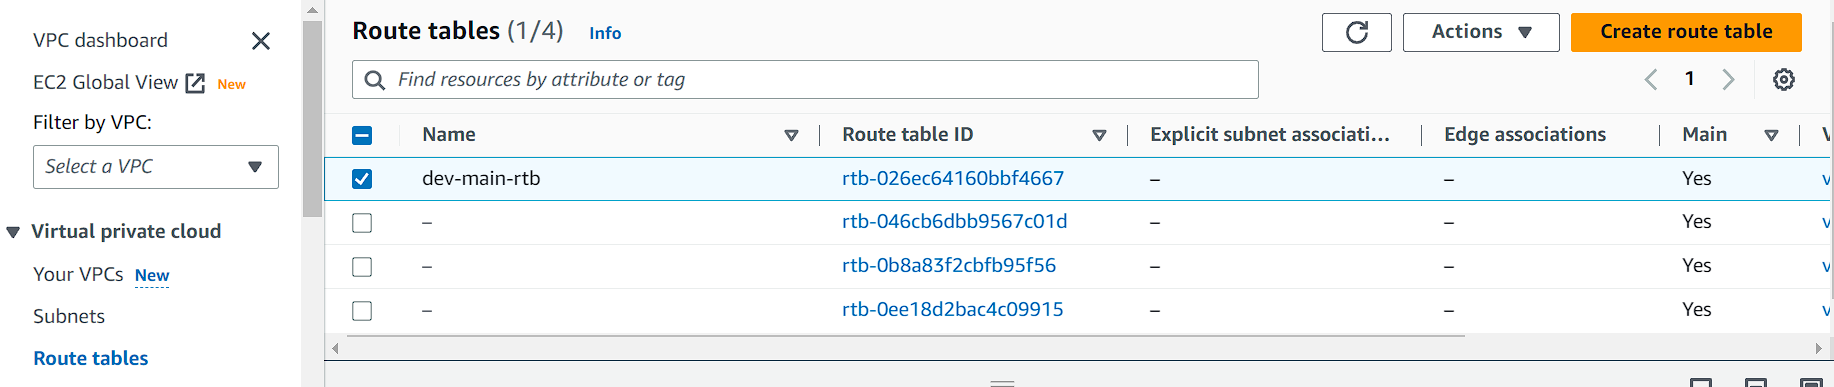 VPC dashboard
EC2 Global View New
Filter by VPC:
Select a VPC
Virtual private cloud
Your VPCs New
Subnets
Route tables
Route tables (1/4) Info
Actions
Create route table
Find resources by attribute or tag
1
Name Route table ID Explicit subnet associati... Edge associations Main V
dev-main-rtb rtb-026ec64160bbf4667 – – Yes v
– rtb-046cb6dbb9567c01d – – Yes v
– rtb-0b8a83f2cbfb95f56 – – Yes v
– rtb-0ee18d2bac4c09915 – – Yes v